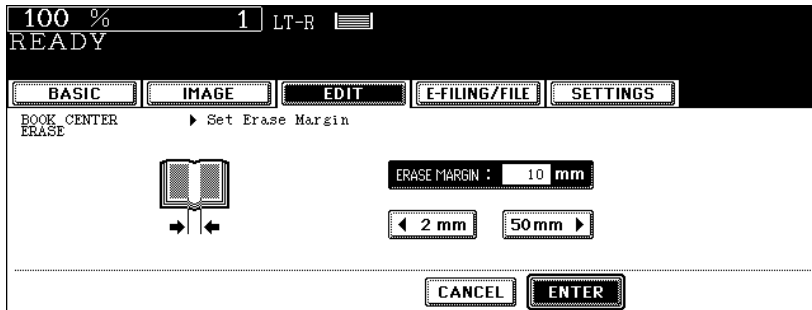 100 % 1 LT-R
READY
BASIC IMAGE EDIT E-FILING/FILE SETTINGS
BOOK CENTER ERASE
Set Erase Margin
ERASE MARGIN : 10 mm
2 mm 50mm
CANCEL ENTER